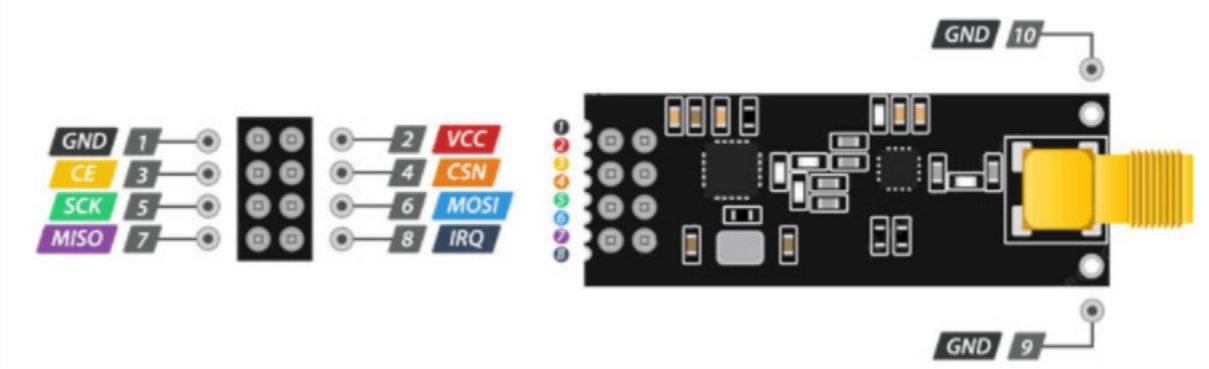 GND 10
GND 1 2 VCC
CE 3 4 CSN
SCK 5 6 MOSI
MISO 7 8 IRQ
1
2
3
4
5
6
7
8
GND 9